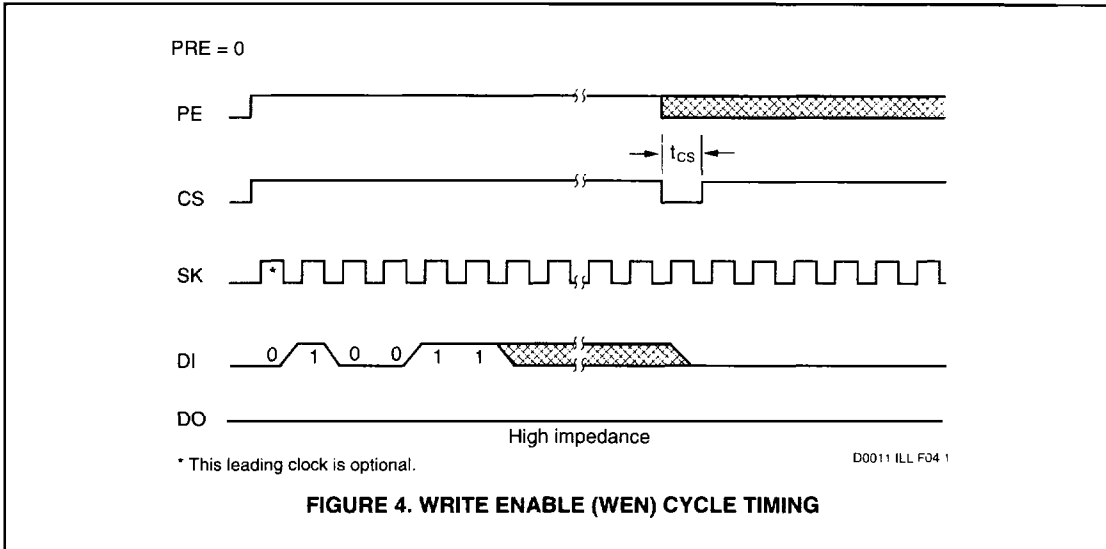 PRE = 0
PE
tCS
CS
SK
*
DI 0 1 0 0 1 1
DO
High impedance
* This leading clock is optional.
D0011 ILL F04 1
FIGURE 4. WRITE ENABLE (WEN) CYCLE TIMING